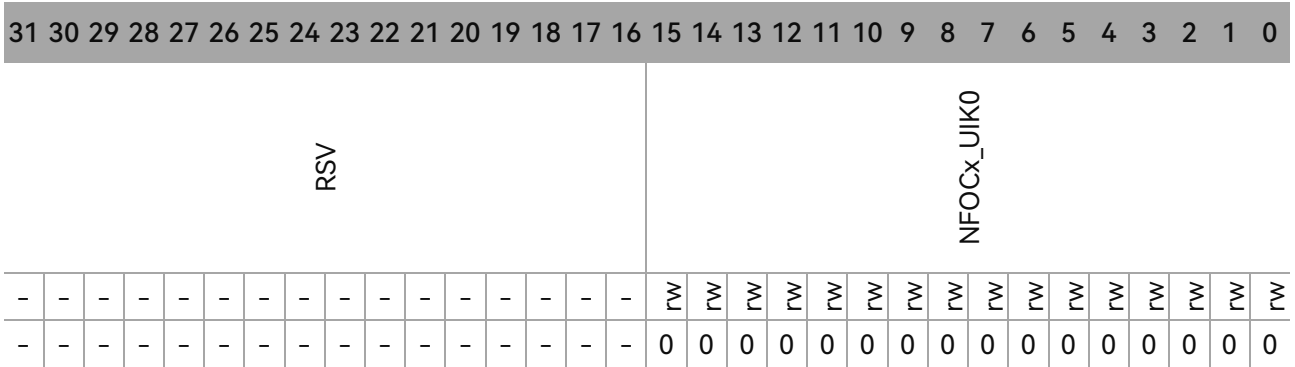 31 30 29 28 27 26 25 24 23 22 21 20 19 18 17 16 15 14 13 12 11 10 9 8 7 6 5 4 3 2 1 0
RSV NFOCx_UIK0
- - - - - - - - - - - - - - - - rw rw rw rw rw rw rw rw rw rw rw rw rw rw rw rw
- - - - - - - - - - - - - - - - 0 0 0 0 0 0 0 0 0 0 0 0 0 0 0 0